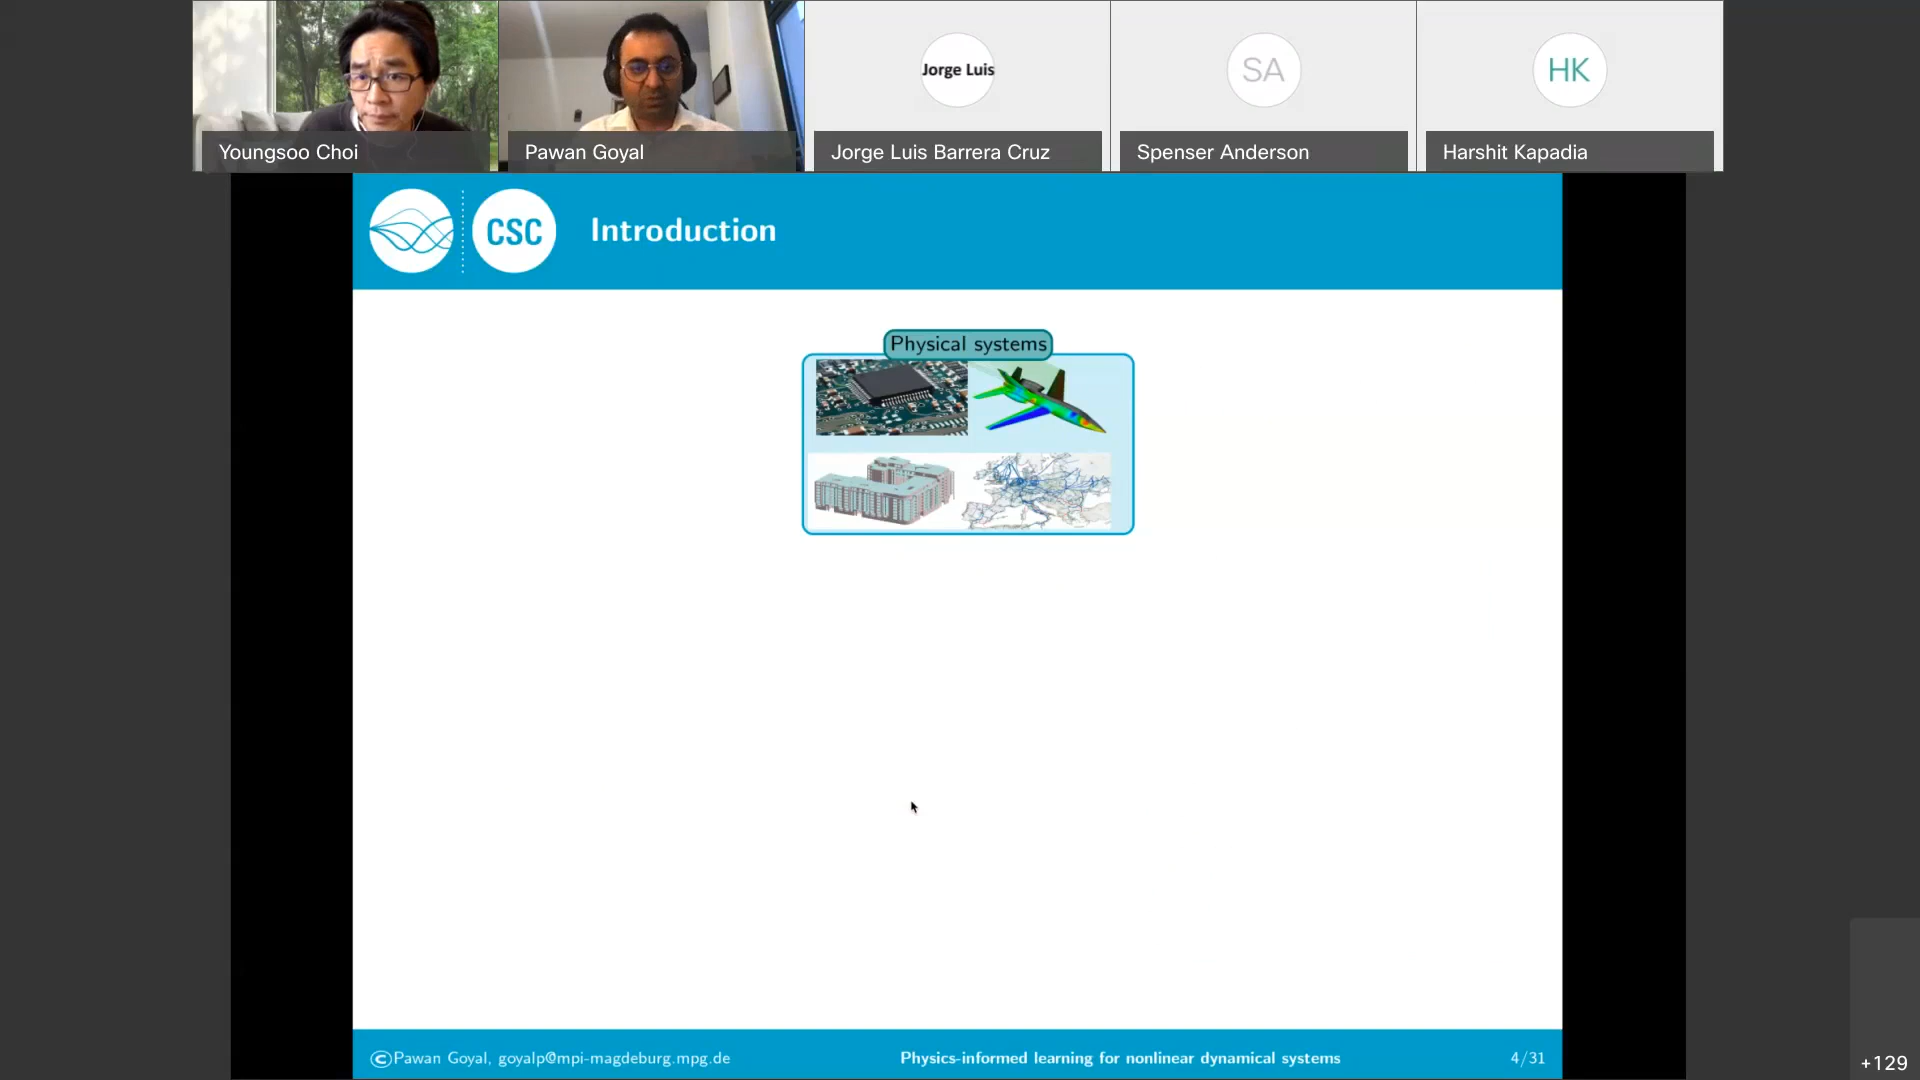 Youngsoo Choi
Pawan Goyal
Jorge Luis
Jorge Luis Barrera Cruz
SA
Spenser Anderson
HK
Harshit Kapadia
CSC
Introduction
Physical systems
©Pawan Goyal, goyalp@mpi-magdeburg.mpg.de
Physics-informed learning for nonlinear dynamical systems
4/31
+129